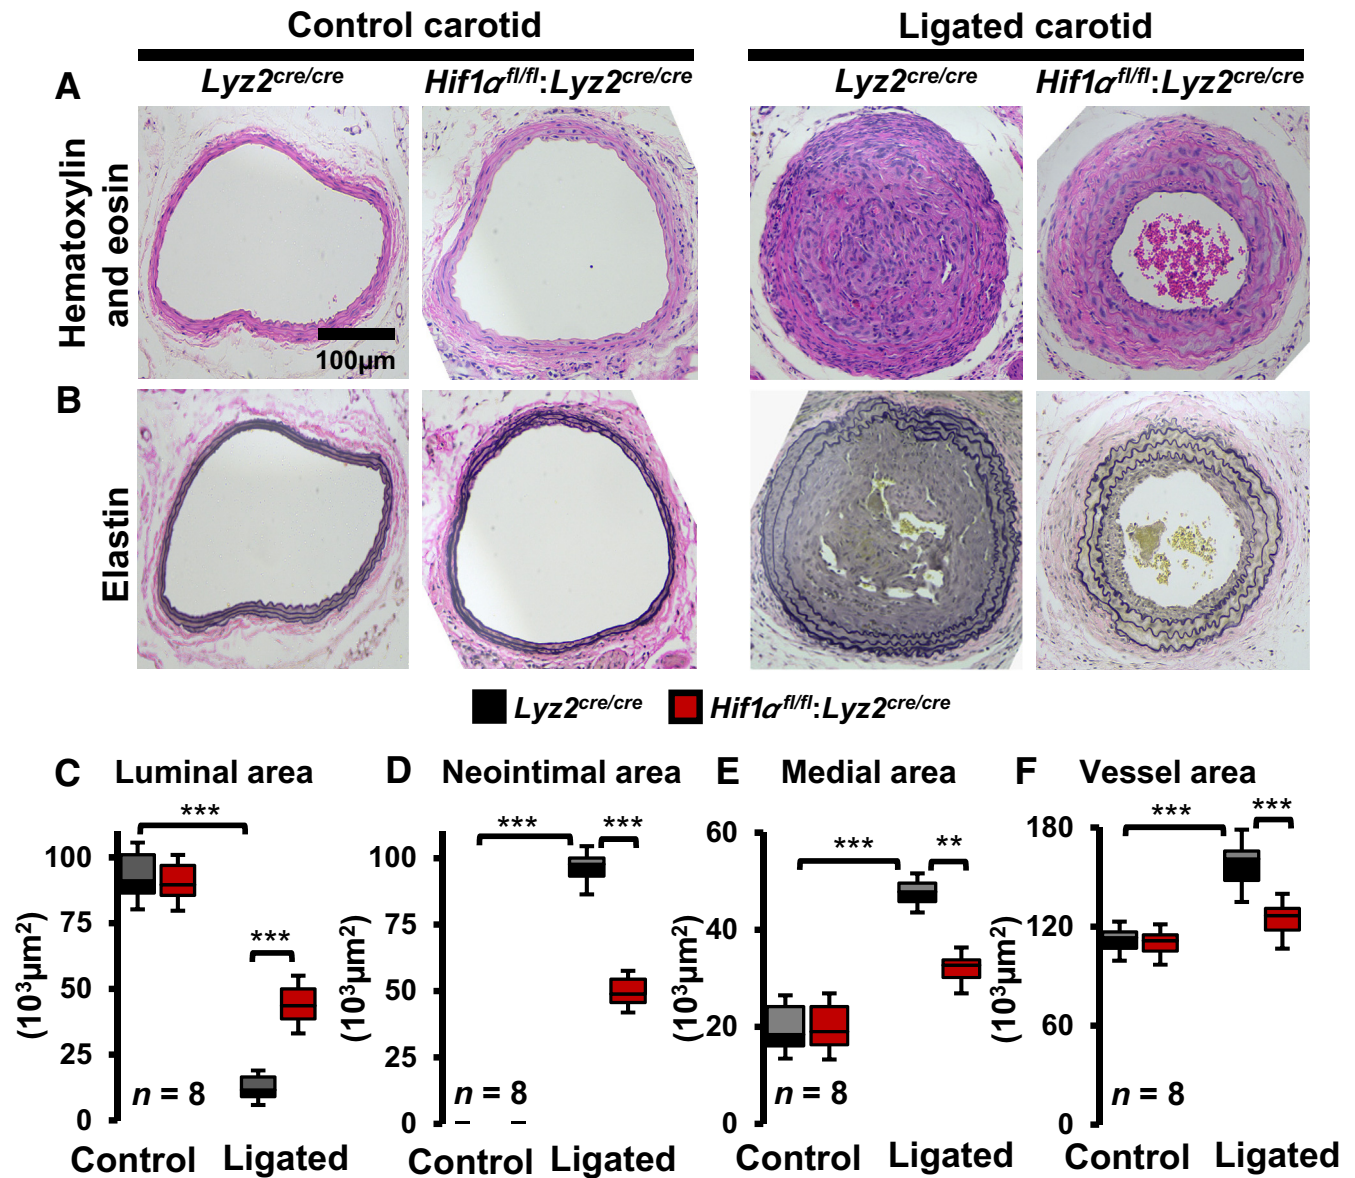 Control carotid
Ligated carotid
Lyz2cre/cre
Hif1αfl/fl:Lyz2cre/cre
Lyz2cre/cre
Hif1αfl/fl:Lyz2cre/cre
A
Hematoxylin
and eosin
100µm
B
Elastin
Lyz2cre/cre
Hif1αfl/fl:Lyz2cre/cre
C
Luminal area
***
100
75
50
25
0
(10³µm²)
***
n = 8
Control
Ligated
D
Neointimal area
***
***
100
75
50
25
0
(10³µm²)
n = 8
Control
Ligated
E
Medial area
***
**
60
40
20
0
(10³µm²)
n = 8
Control
Ligated
F
Vessel area
***
***
180
120
60
0
(10³µm²)
n = 8
Control
Ligated